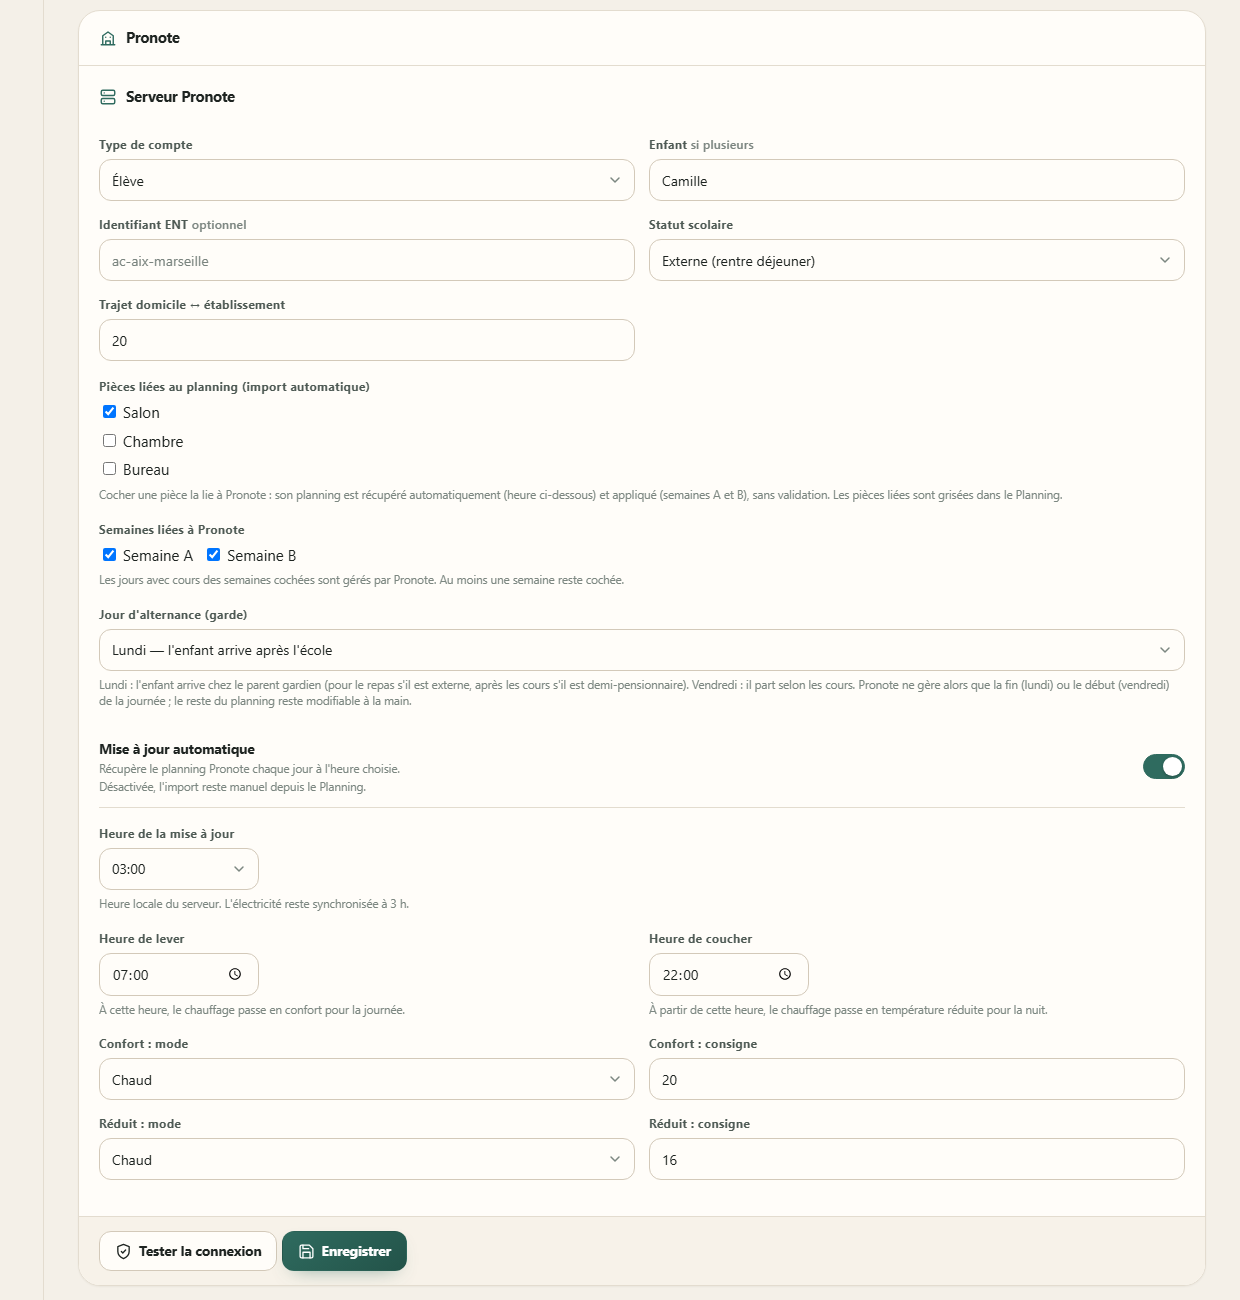 Pronote
Serveur Pronote
Type de compte
Enfant si plusieurs
Élève
Camille
Identifiant ENT optionnel
Statut scolaire
ac-aix-marseille
Externe (rentre déjeuner)
Trajet domicile ↔ établissement
20
Pièces liées au planning (import automatique)
Salon
Chambre
Bureau
Cocher une pièce la lie à Pronote : son planning est récupéré automatiquement (heure ci-dessous) et appliqué (semaines A et B), sans validation. Les pièces liées sont grisées dans le Planning.
Semaines liées à Pronote
Semaine A Semaine B
Les jours avec cours des semaines cochées sont gérés par Pronote. Au moins une semaine reste cochée.
Jour d'alternance (garde)
Lundi — l'enfant arrive après l'école
Lundi : l'enfant arrive chez le parent gardien (pour le repas s'il est externe, après les cours s'il est demi-pensionnaire). Vendredi : il part selon les cours. Pronote ne gère alors que la fin (lundi) ou le début (vendredi)
de la journée ; le reste du planning reste modifiable à la main.
Mise à jour automatique
Récupère le planning Pronote chaque jour à l'heure choisie.
Désactivée, l'import reste manuel depuis le Planning.
Heure de la mise à jour
03:00
Heure locale du serveur. L'électricité reste synchronisée à 3 h.
Heure de lever
Heure de coucher
07:00
22:00
À cette heure, le chauffage passe en confort pour la journée.
À partir de cette heure, le chauffage passe en température réduite pour la nuit.
Confort : mode
Confort : consigne
Chaud
20
Réduit : mode
Réduit : consigne
Chaud
16
Tester la connexion
Enregistrer